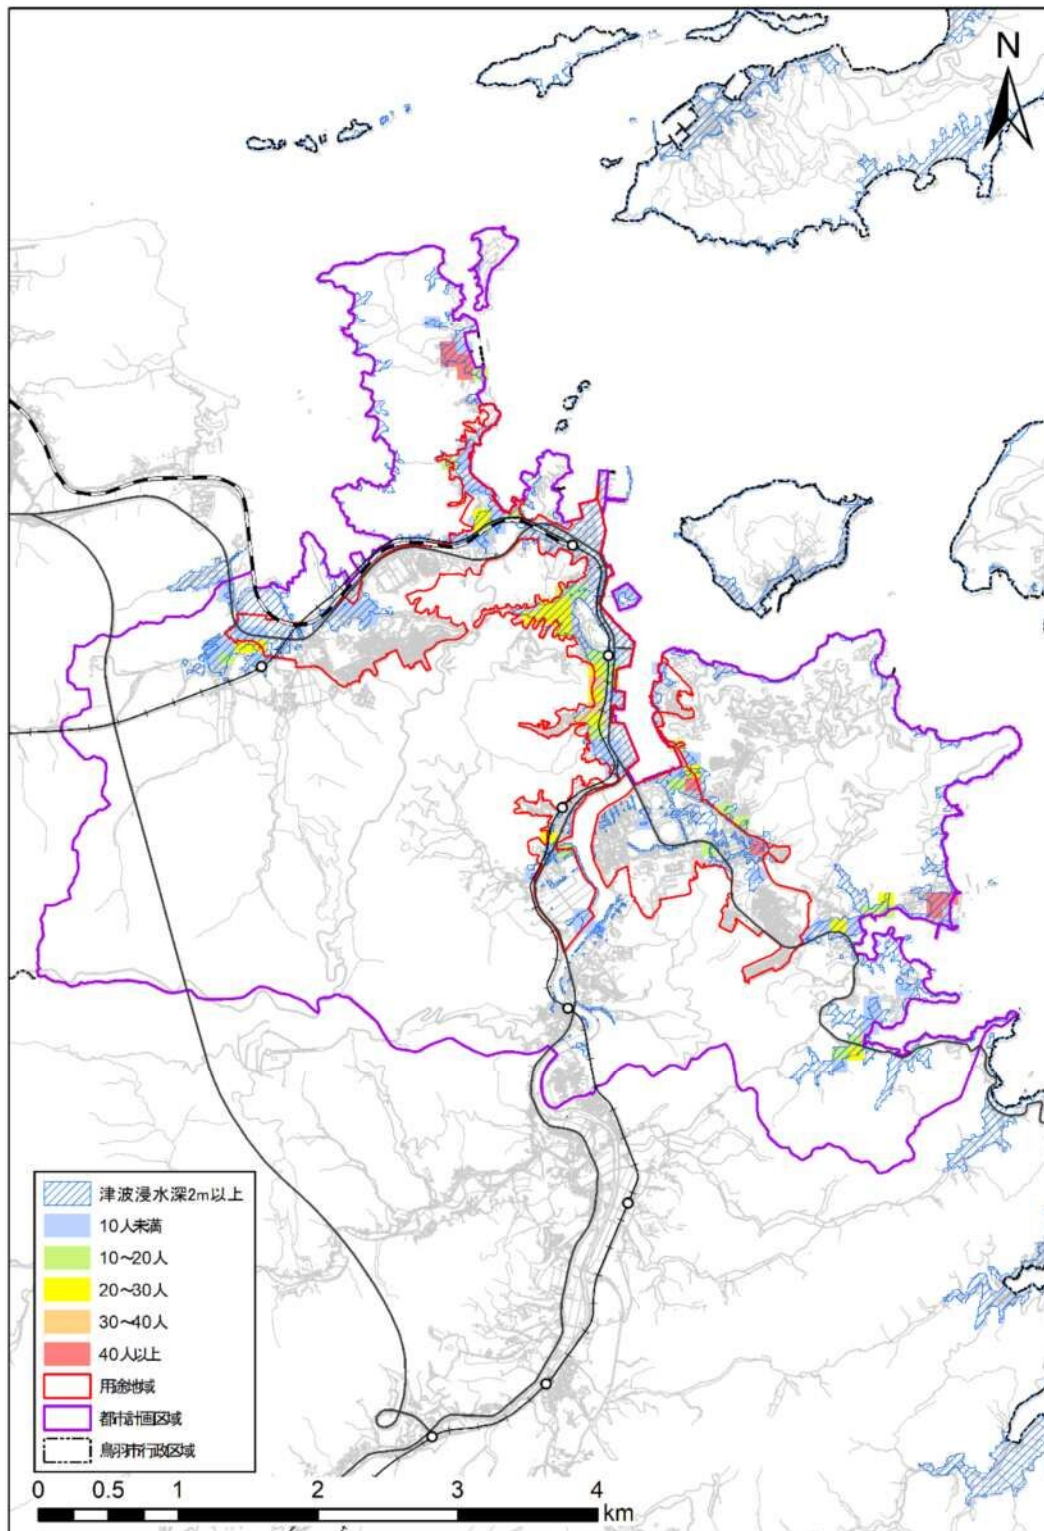 N
津波浸水深2m以上
10人未満
10～20人
20～30人
30～40人
40人以上
用途地域
都市計画区域
鳥羽市行政区域
0 0.5 1 2 3 4
km